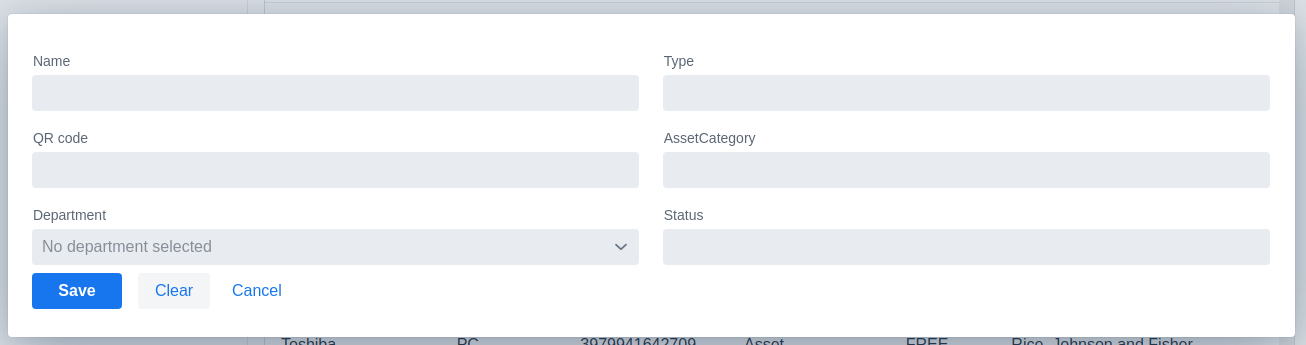 Name Type
QR code AssetCategory
Department Status
No department selected
Save Clear Cancel
Toshiba PC 3979941642709 Asset FREE Rice, Johnson and Fisher